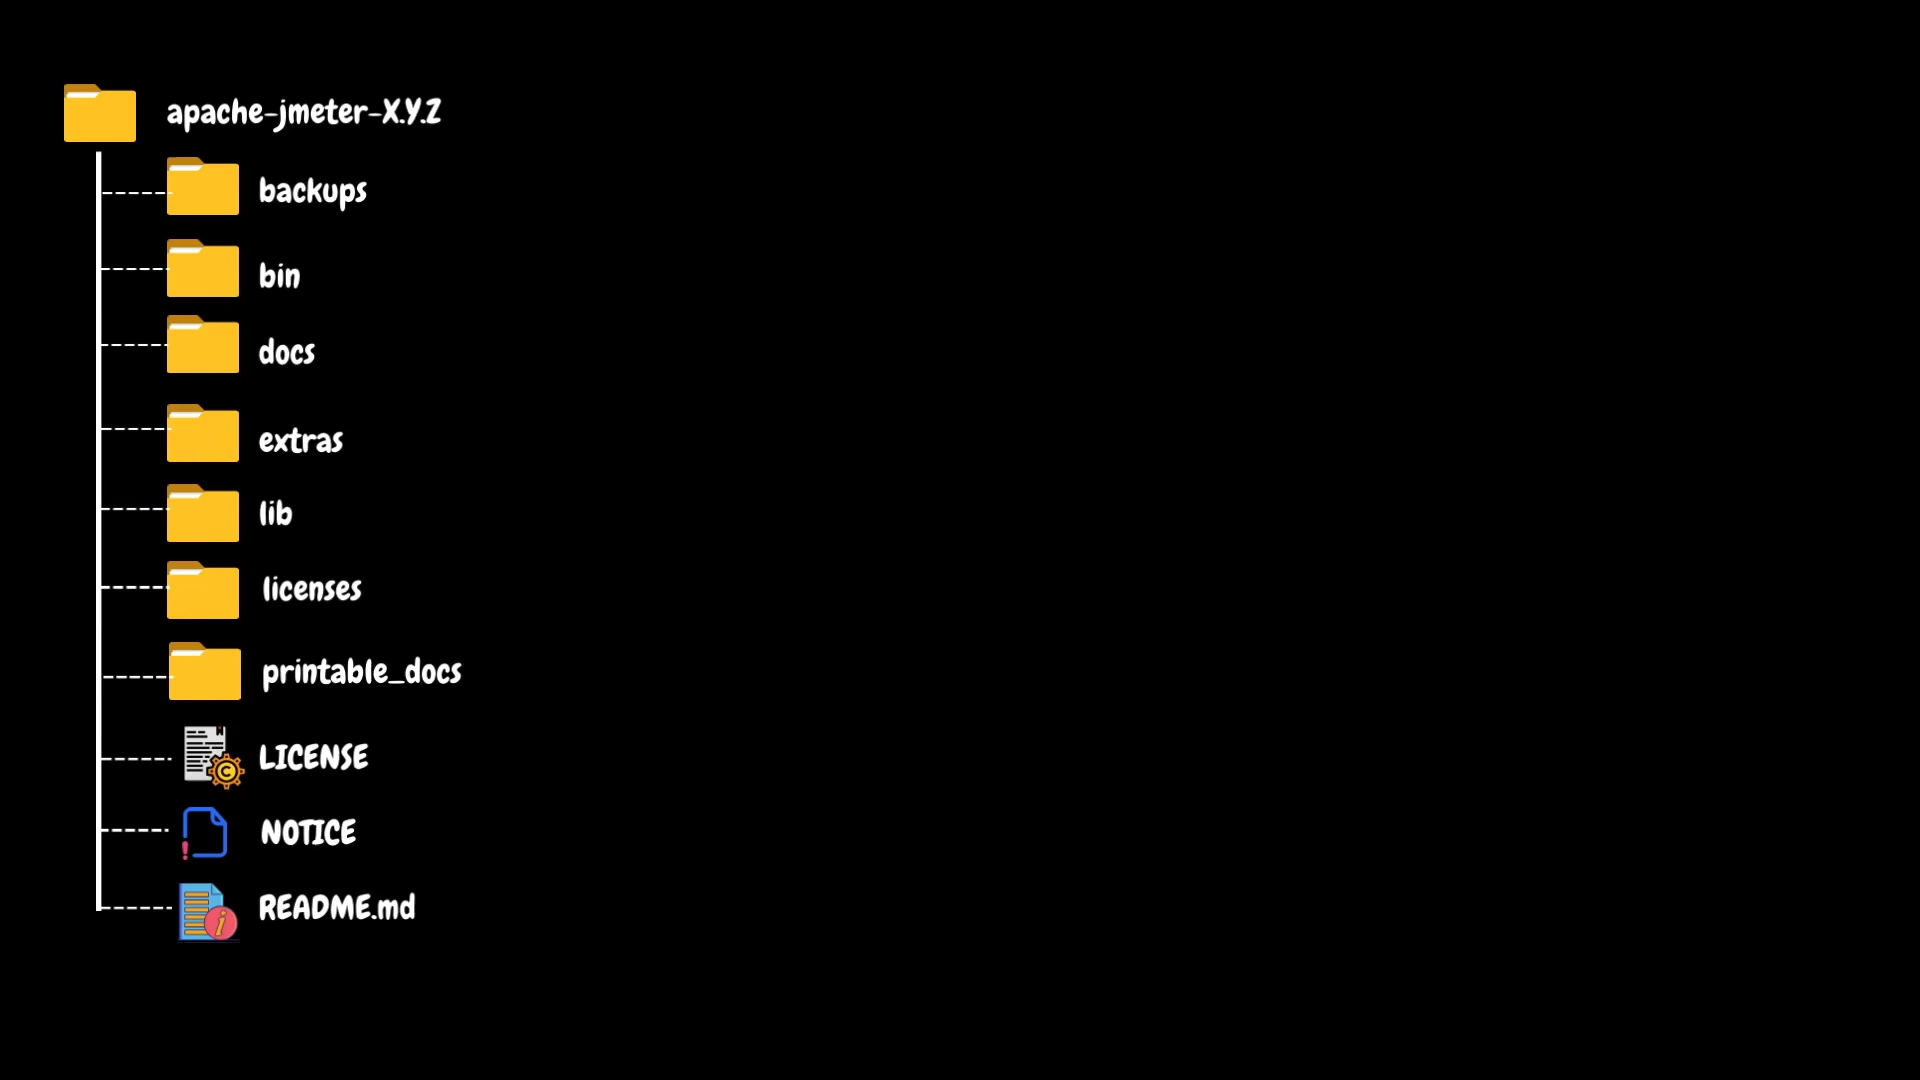 apache-jmeter-X.Y.Z
backups
bin
docs
extras
lib
licenses
printable_docs
LICENSE
NOTICE
README.md